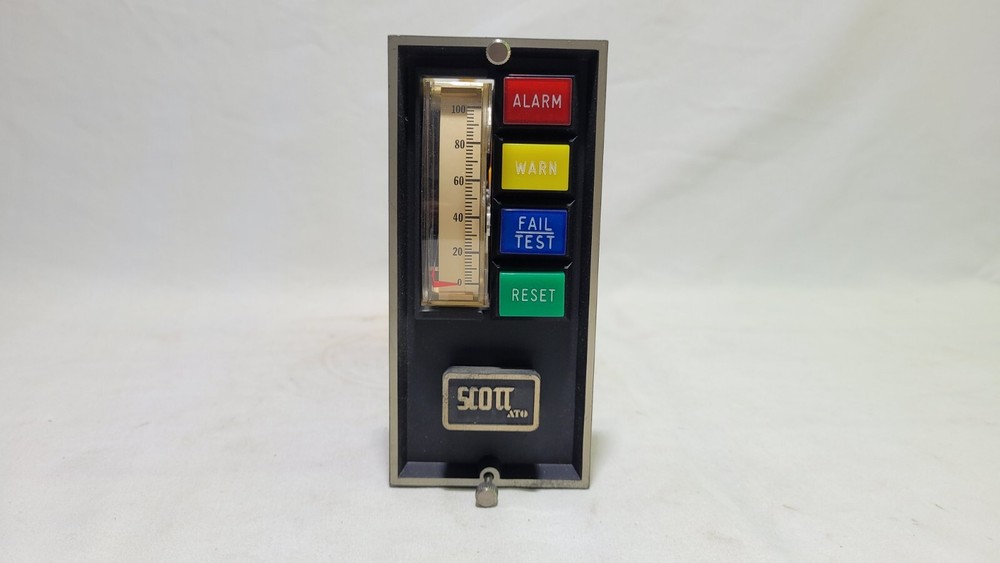 100
80
60
40
20
0
ALARM
WARN
FAIL
TEST
RESET
SCOTT
ATO